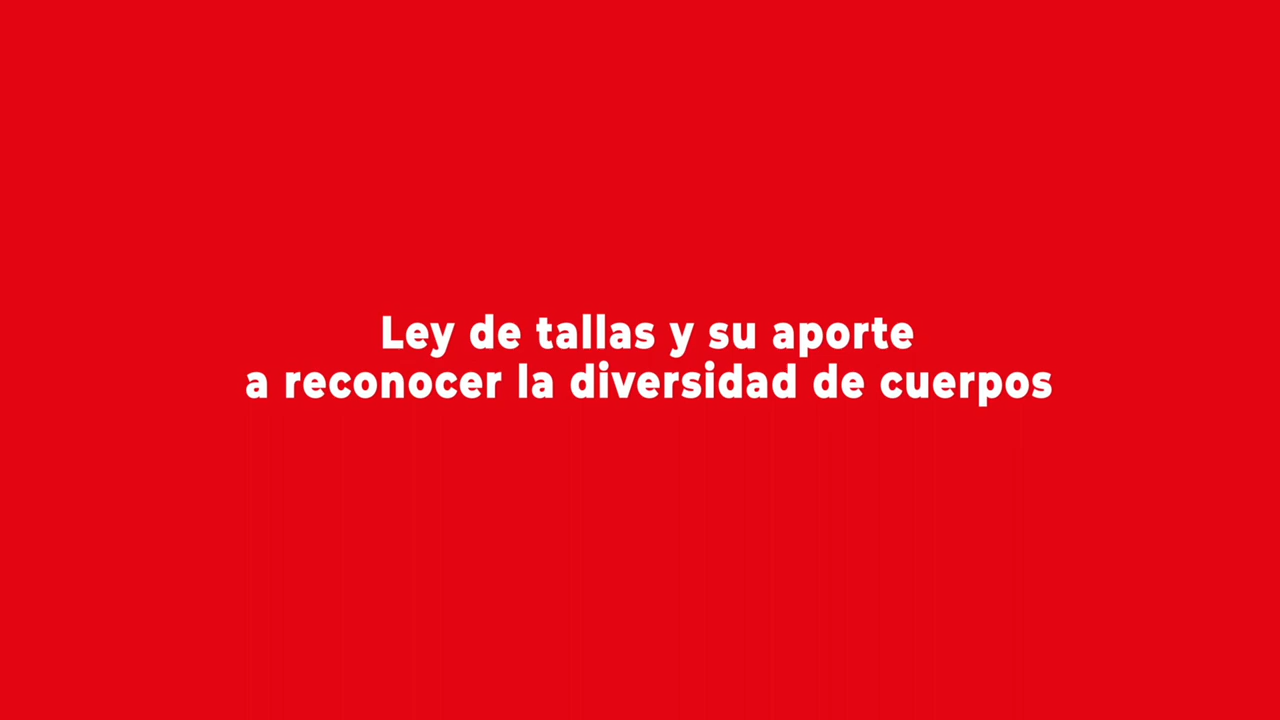 Ley de tallas y su aporte
a reconocer la diversidad de cuerpos